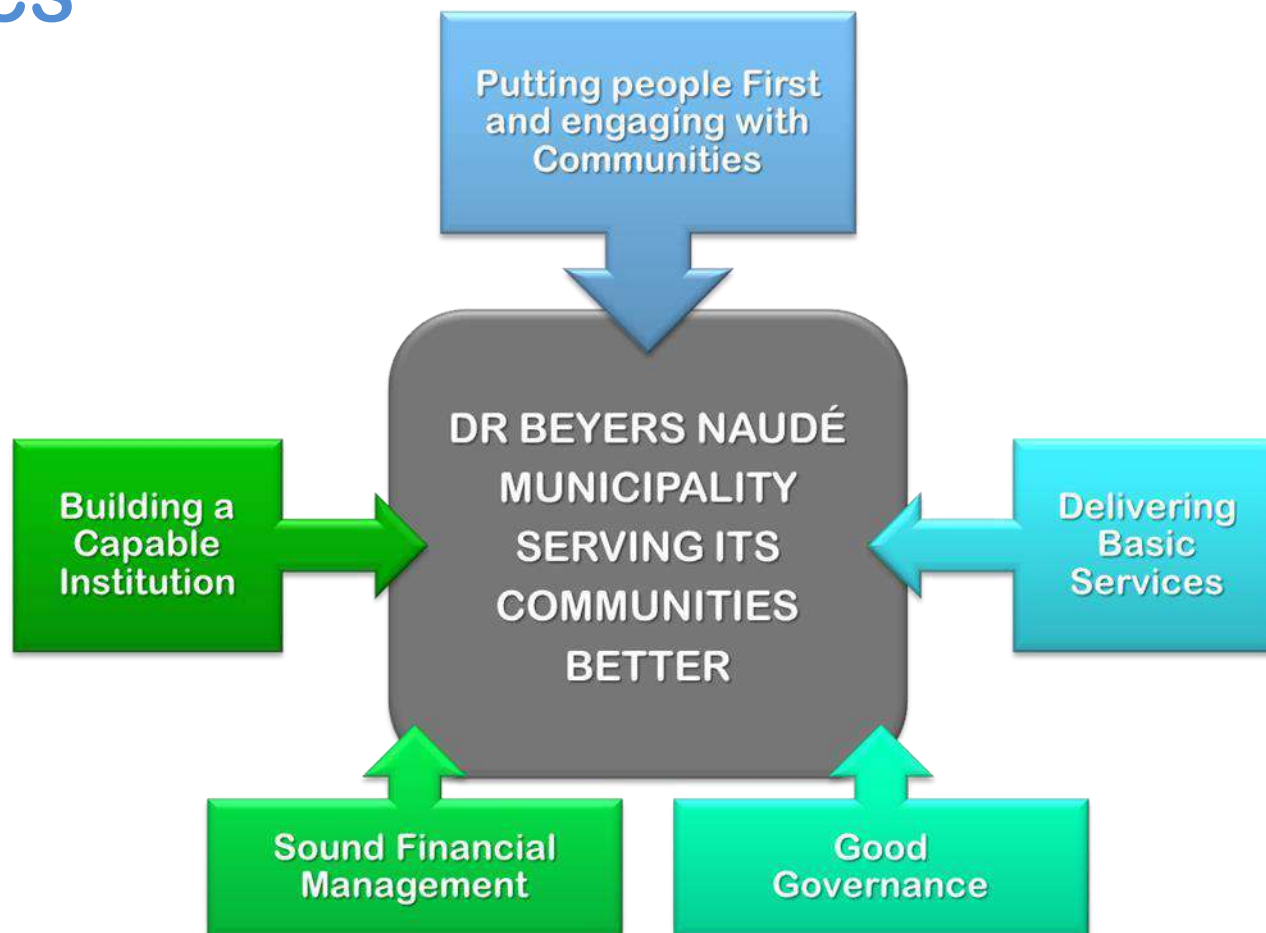 Putting people First
and engaging with
Communities
DR BEYERS NAUDÉ
MUNICIPALITY
SERVING ITS
COMMUNITIES
BETTER
Building a
Capable
Institution
Delivering
Basic
Services
Sound Financial
Management
Good
Governance